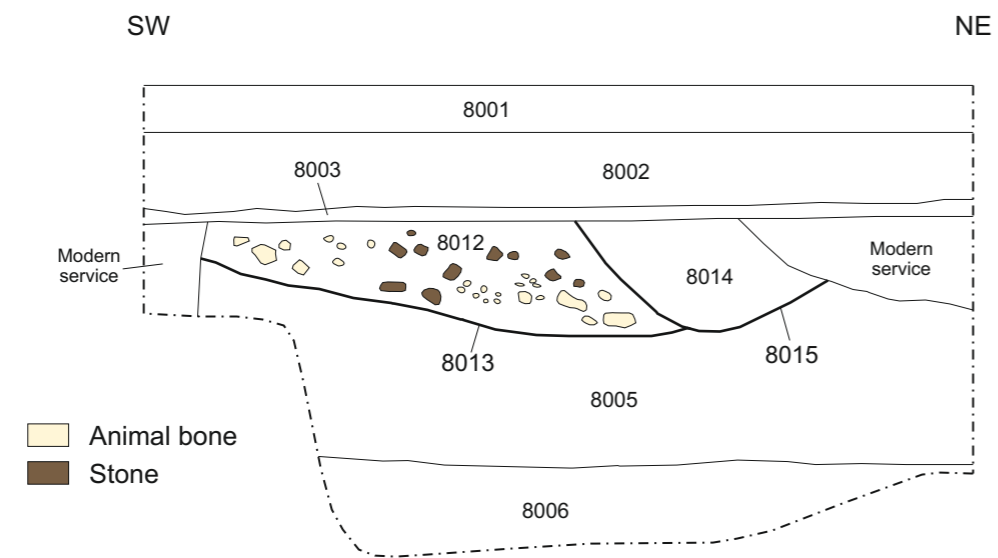 SW
NE
8001
8003
8002
8012
Modern
service
8014
Modern
service
8013
8015
8005
Animal bone
Stone
8006